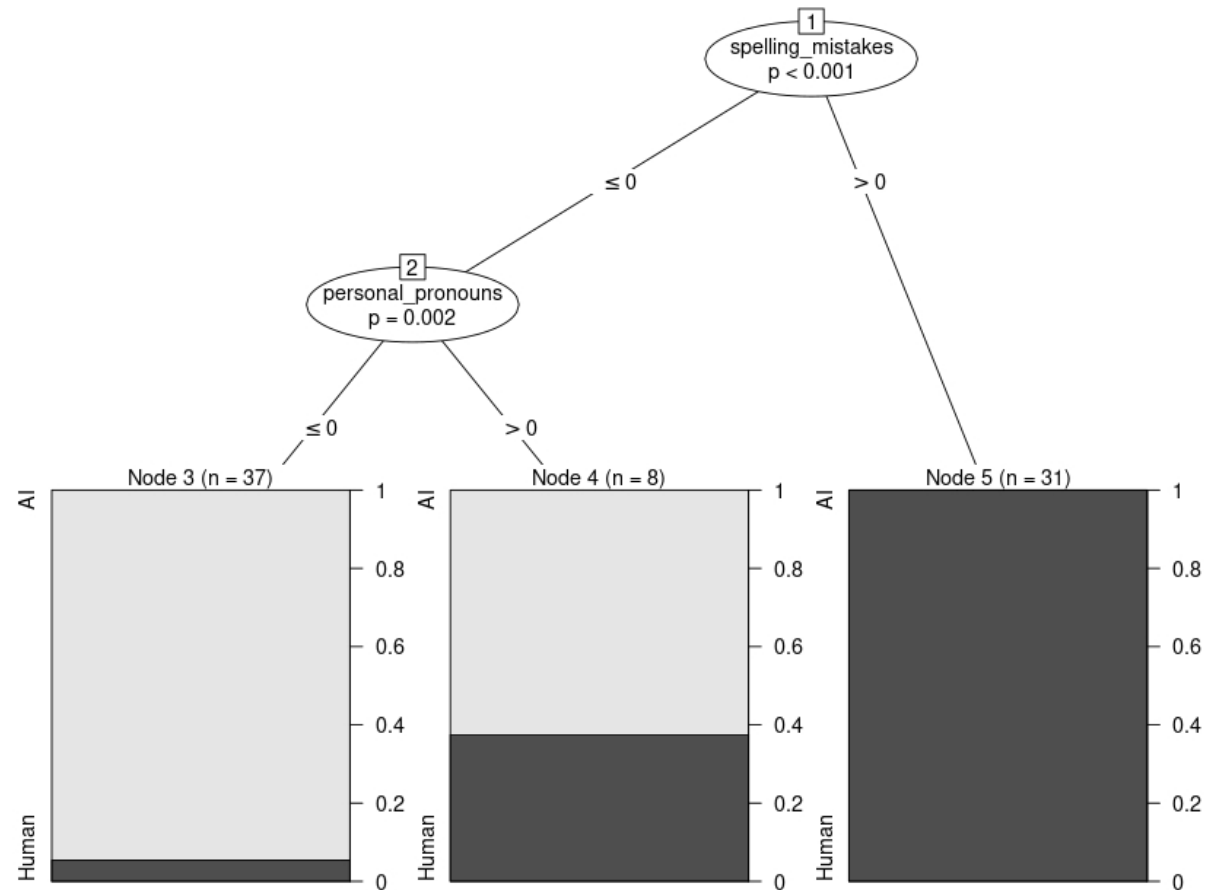 1
spelling_mistakes
p < 0.001
≤ 0
> 0
2
personal_pronouns
p = 0.002
≤ 0
> 0
Node 3 (n = 37)
AI
Human
1
0.8
0.6
0.4
0.2
0
Node 4 (n = 8)
AI
Human
1
0.8
0.6
0.4
0.2
0
Node 5 (n = 31)
AI
Human
1
0.8
0.6
0.4
0.2
0